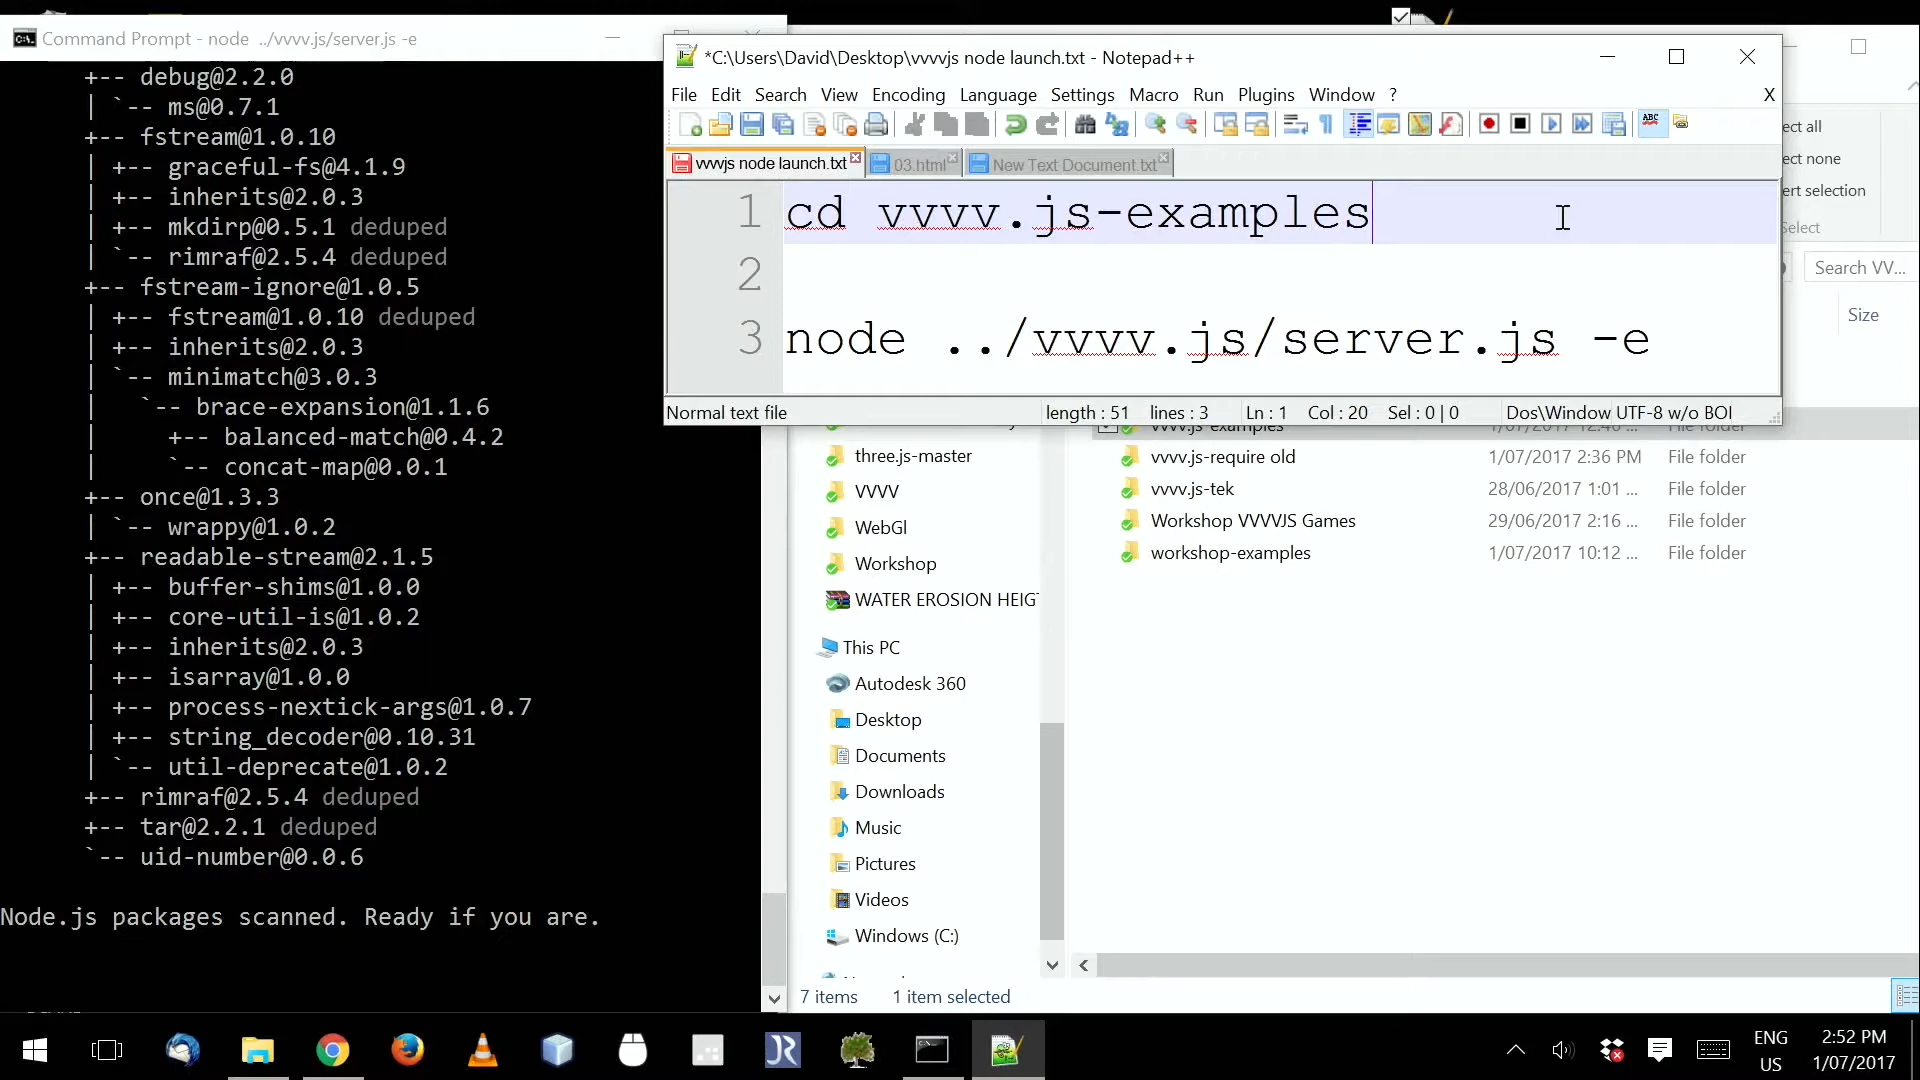 Command Prompt - node ../vvvv.js/server.js -e
+-- debug@2.2.0
| `-- ms@0.7.1
+-- fstream@1.0.10
| +-- graceful-fs@4.1.9
| +-- inherits@2.0.3
| +-- mkdirp@0.5.1 deduped
| `-- rimraf@2.5.4 deduped
+-- fstream-ignore@1.0.5
| +-- fstream@1.0.10 deduped
| +-- inherits@2.0.3
| `-- minimatch@3.0.3
|   `-- brace-expansion@1.1.6
|     +-- balanced-match@0.4.2
|     `-- concat-map@0.0.1
+-- once@1.3.3
| `-- wrappy@1.0.2
+-- readable-stream@2.1.5
| +-- buffer-shims@1.0.0
| +-- core-util-is@1.0.2
| +-- inherits@2.0.3
| +-- isarray@1.0.0
| +-- process-nextick-args@1.0.7
| +-- string_decoder@0.10.31
| `-- util-deprecate@1.0.2
+-- rimraf@2.5.4 deduped
+-- tar@2.2.1 deduped
`-- uid-number@0.0.6
Node.js packages scanned. Ready if you are.
*C:\Users\David\Desktop\vvvvjs node launch.txt - Notepad++
File Edit Search View Encoding Language Settings Macro Run Plugins Window ? X
ABC
vvvvjs node launch.txt 03.html New Text Document.txt
1 cd vvvv.js-examples
2
3 node ../vvvv.js/server.js -e
Normal text file length : 51 lines : 3 Ln : 1 Col : 20 Sel : 0 | 0 Dos\Window UTF-8 w/o BOI
ect all
ect none
ert selection
Select
Search VV...
Size
three.js-master
VVVV
WebGl
Workshop
WATER EROSION HEIG
This PC
Autodesk 360
Desktop
Documents
Downloads
Music
Pictures
Videos
Windows (C:)
vvvv.js-examples 1/07/2017 12:46 ... File folder
vvvv.js-require old 1/07/2017 2:36 PM File folder
vvvv.js-tek 28/06/2017 1:01 ... File folder
Workshop VVVVJS Games 29/06/2017 2:16 ... File folder
workshop-examples 1/07/2017 10:12 ... File folder
7 items 1 item selected
ENG
US
2:52 PM
1/07/2017